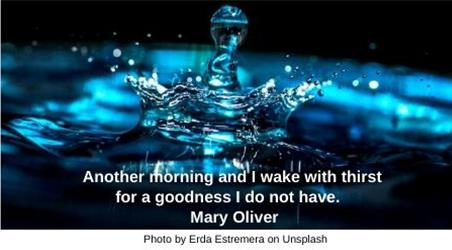 Another morning and I wake with thirst
for a goodness I do not have.
Mary Oliver
Photo by Erda Estremera on Unsplash